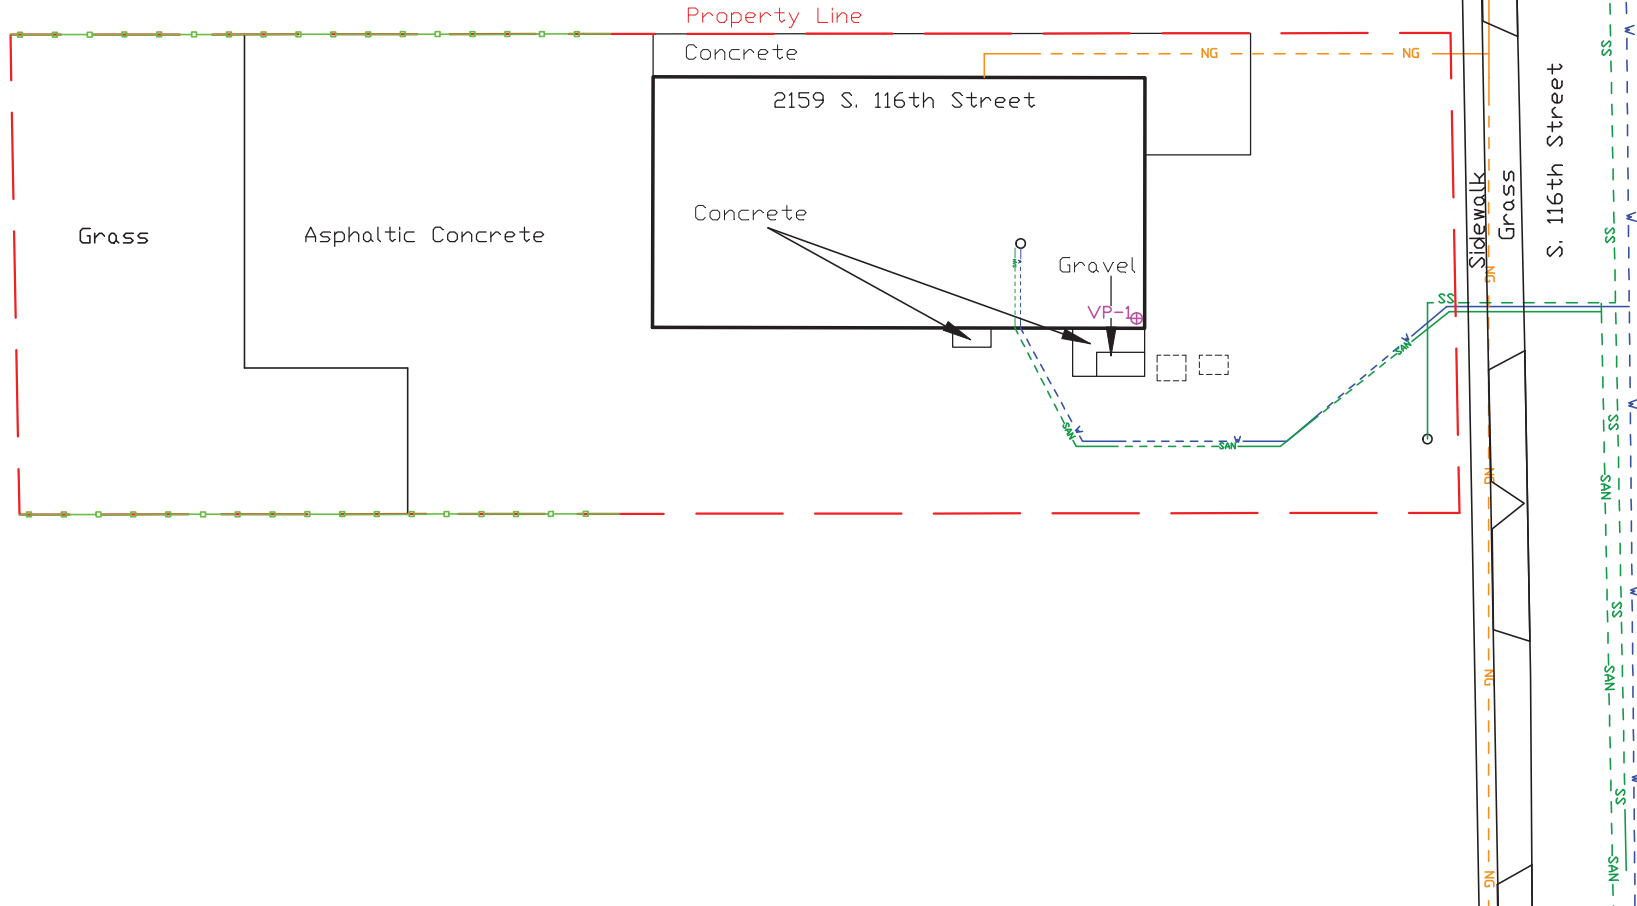 Property Line
Concrete
NG
NG
2159 S. 116th Street
Concrete
Gravel
VP-1
Grass
Asphaltic Concrete
W
SAN
SAN
W
W
SAN
SS
Sidewalk
Grass
S. 116th Street
NG
NG
NG
NG
SS
SS
SS
SS
SS
SAN
SAN
SAN
W
W
W
W
W